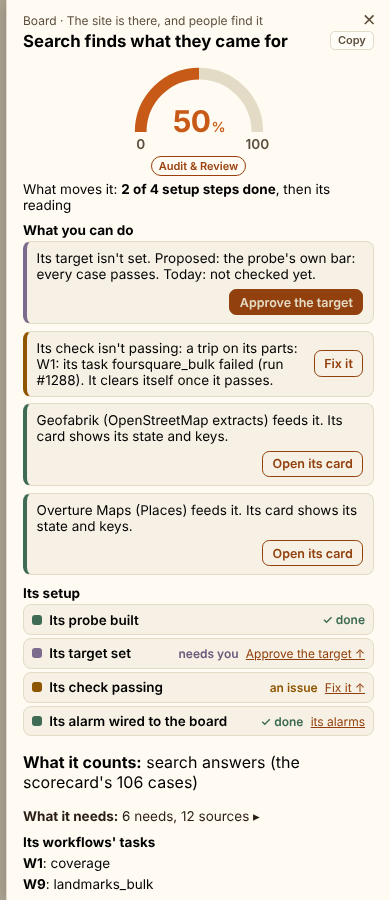 Board · The site is there, and people find it
×
Search finds what they came for
Copy
50%
0 100
Audit & Review
What moves it: 2 of 4 setup steps done, then its
reading
What you can do
Its target isn't set. Proposed: the probe's own bar:
every case passes. Today: not checked yet.
Approve the target
Its check isn't passing: a trip on its parts:
W1: its task foursquare_bulk failed (run
#1288). It clears itself once it passes.
Fix it
Geofabrik (OpenStreetMap extracts) feeds it. Its
card shows its state and keys.
Open its card
Overture Maps (Places) feeds it. Its card shows its
state and keys.
Open its card
Its setup
Its probe built ✓ done
Its target set needs you Approve the target ↑
Its check passing an issue Fix it ↑
Its alarm wired to the board ✓ done its alarms
What it counts: search answers (the
scorecard's 106 cases)
What it needs: 6 needs, 12 sources ▸
Its workflows' tasks
W1: coverage
W9: landmarks_bulk